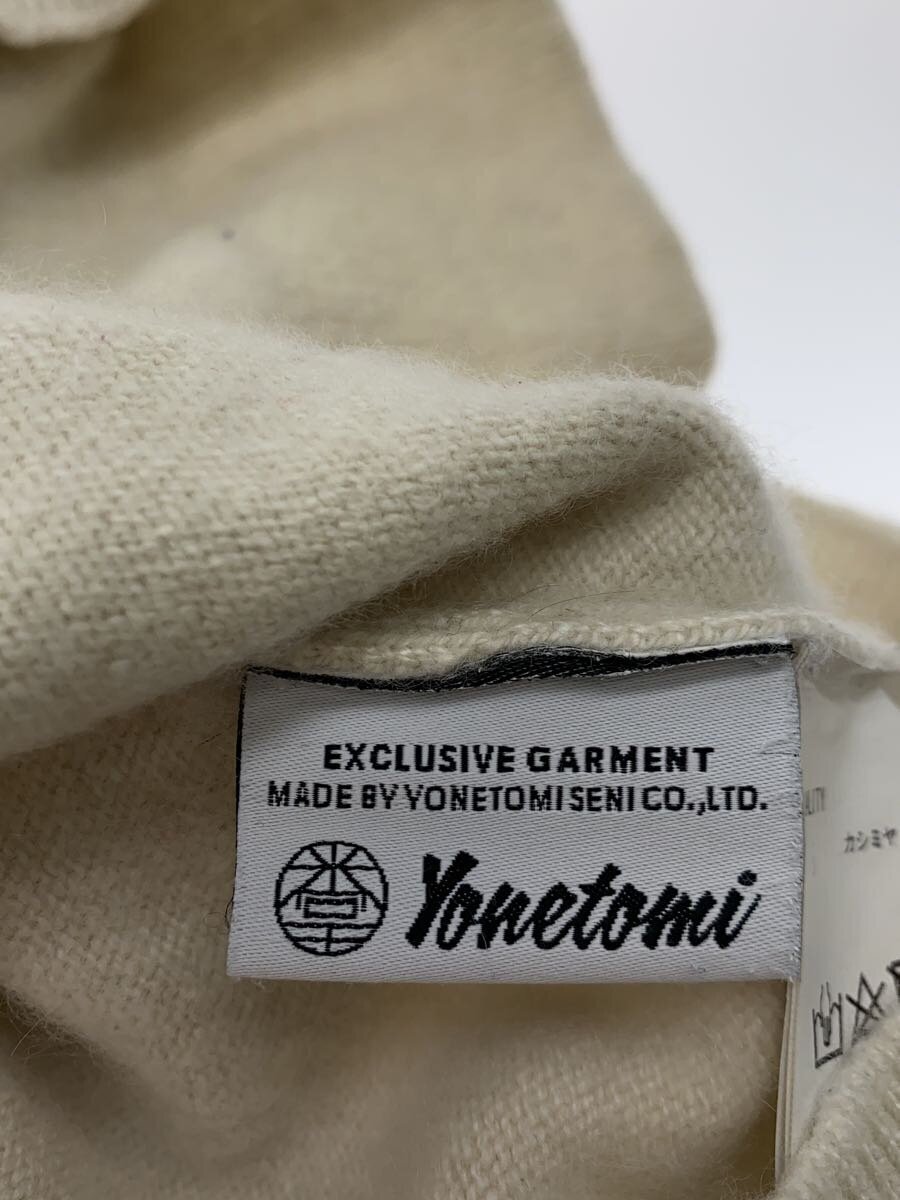 EXCLUSIVE GARMENT
MADE BY YONETOMI SENI CO.,LTD.
Yonetomi
カシミヤ